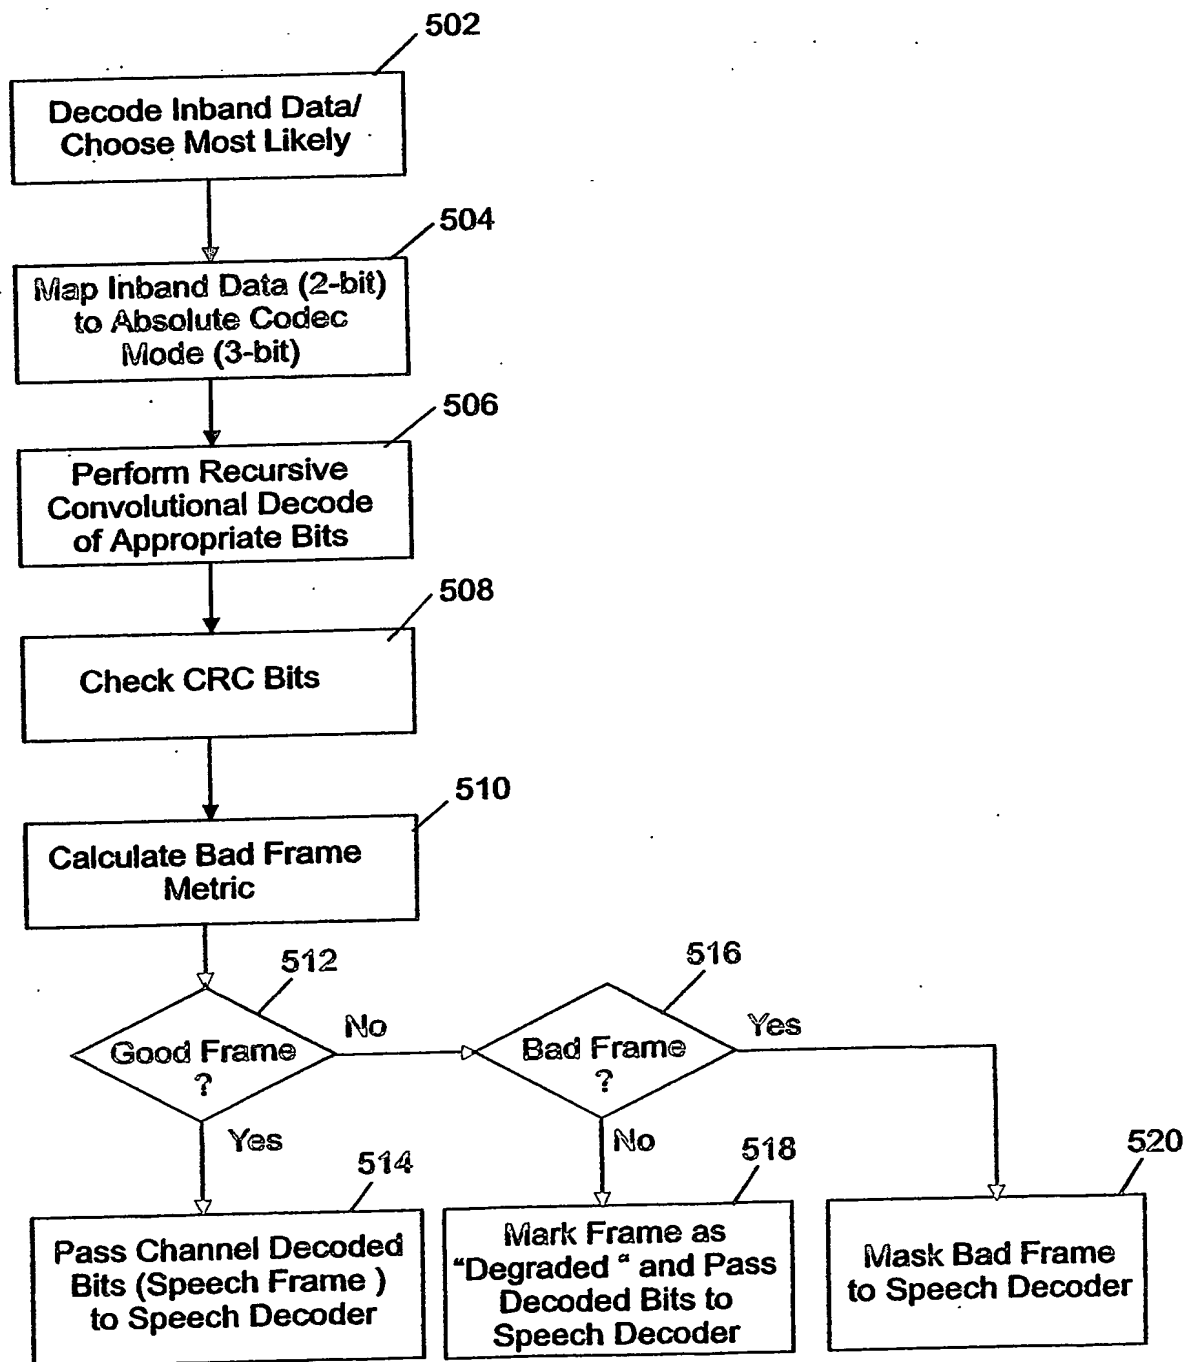 502
Decode Inband Data/
Choose Most Likely
504
Map Inband Data (2-bit)
to Absolute Codec
Mode (3-bit)
506
Perform Recursive
Convolutional Decode
of Appropriate Bits
508
Check CRC Bits
510
Calculate Bad Frame
Metric
512
Good Frame
?
No
Yes
516
Bad Frame
?
Yes
No
514
Pass Channel Decoded
Bits (Speech Frame )
to Speech Decoder
518
Mark Frame as
"Degraded " and Pass
Decoded Bits to
Speech Decoder
520
Mask Bad Frame
to Speech Decoder